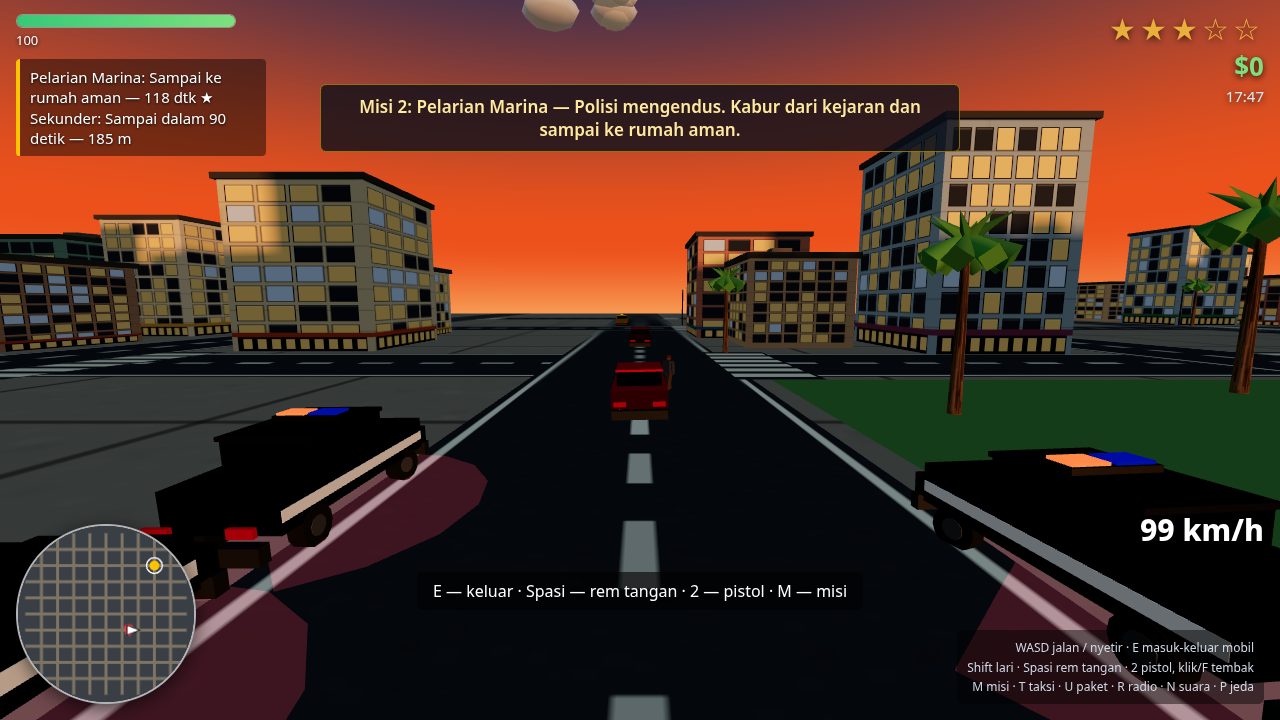 100
Pelarian Marina: Sampai ke
rumah aman — 118 dtk ★
Sekunder: Sampai dalam 90
detik — 185 m
Misi 2: Pelarian Marina — Polisi mengendus. Kabur dari kejaran dan
sampai ke rumah aman.
★ ★ ★ ☆ ☆
$0
17:47
99 km/h
E — keluar · Spasi — rem tangan · 2 — pistol · M — misi
WASD jalan / nyetir · E masuk-keluar mobil
Shift lari · Spasi rem tangan · 2 pistol, klik/F tembak
M misi · T taksi · U paket · R radio · N suara · P jeda